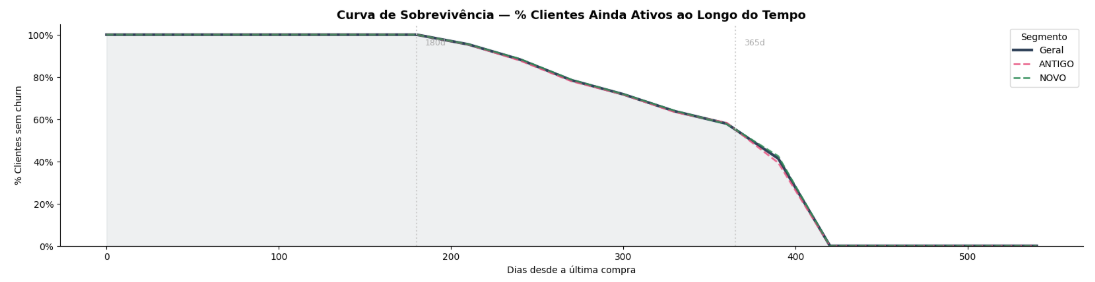 Curva de Sobrevivência — % Clientes Ainda Ativos ao Longo do Tempo
% Clientes sem churn
100%
80%
60%
40%
20%
0%
180d
365d
Segmento
Geral
ANTIGO
NOVO
0
100
200
300
400
500
Dias desde a última compra